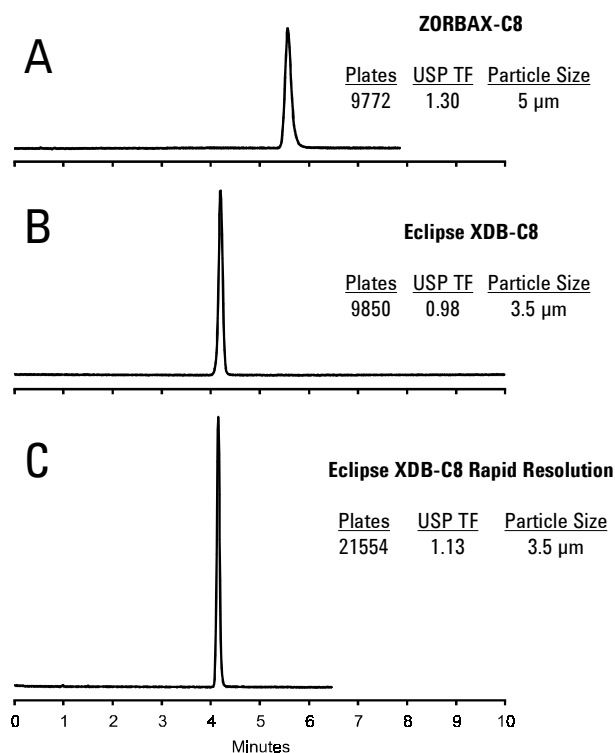 A
ZORBAX-C8
Plates USP TF Particle Size
9772 1.30 5 µm
B
Eclipse XDB-C8
Plates USP TF Particle Size
9850 0.98 3.5 µm
C
Eclipse XDB-C8 Rapid Resolution
Plates USP TF Particle Size
21554 1.13 3.5 µm
0 1 2 3 4 5 6 7 8 9 10
Minutes